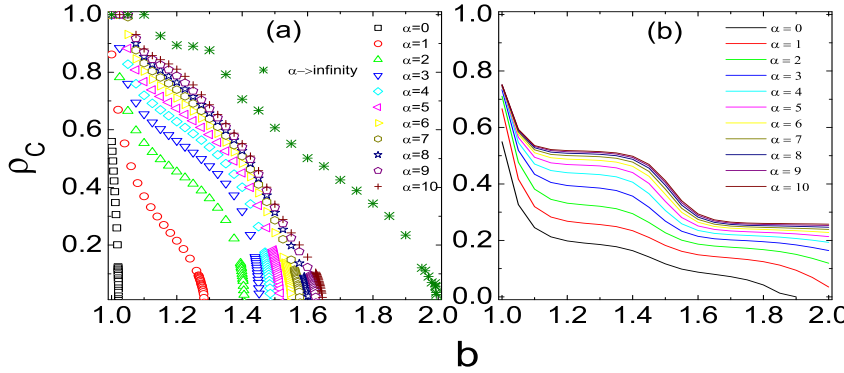 (a)
(b)
1.0
0.8
0.6
0.4
0.2
ρC
1.0 1.2 1.4 1.6 1.8 2.0
α=0
α=1
α=2
α=3
α=4
α=5
α=6
α=7
α=8
α=9
α=10
α->infinity
1.0
0.8
0.6
0.4
0.2
0.0
1.0 1.2 1.4 1.6 1.8 2.0
α = 0
α = 1
α = 2
α = 3
α = 4
α = 5
α = 6
α = 7
α = 8
α = 9
α = 10
b